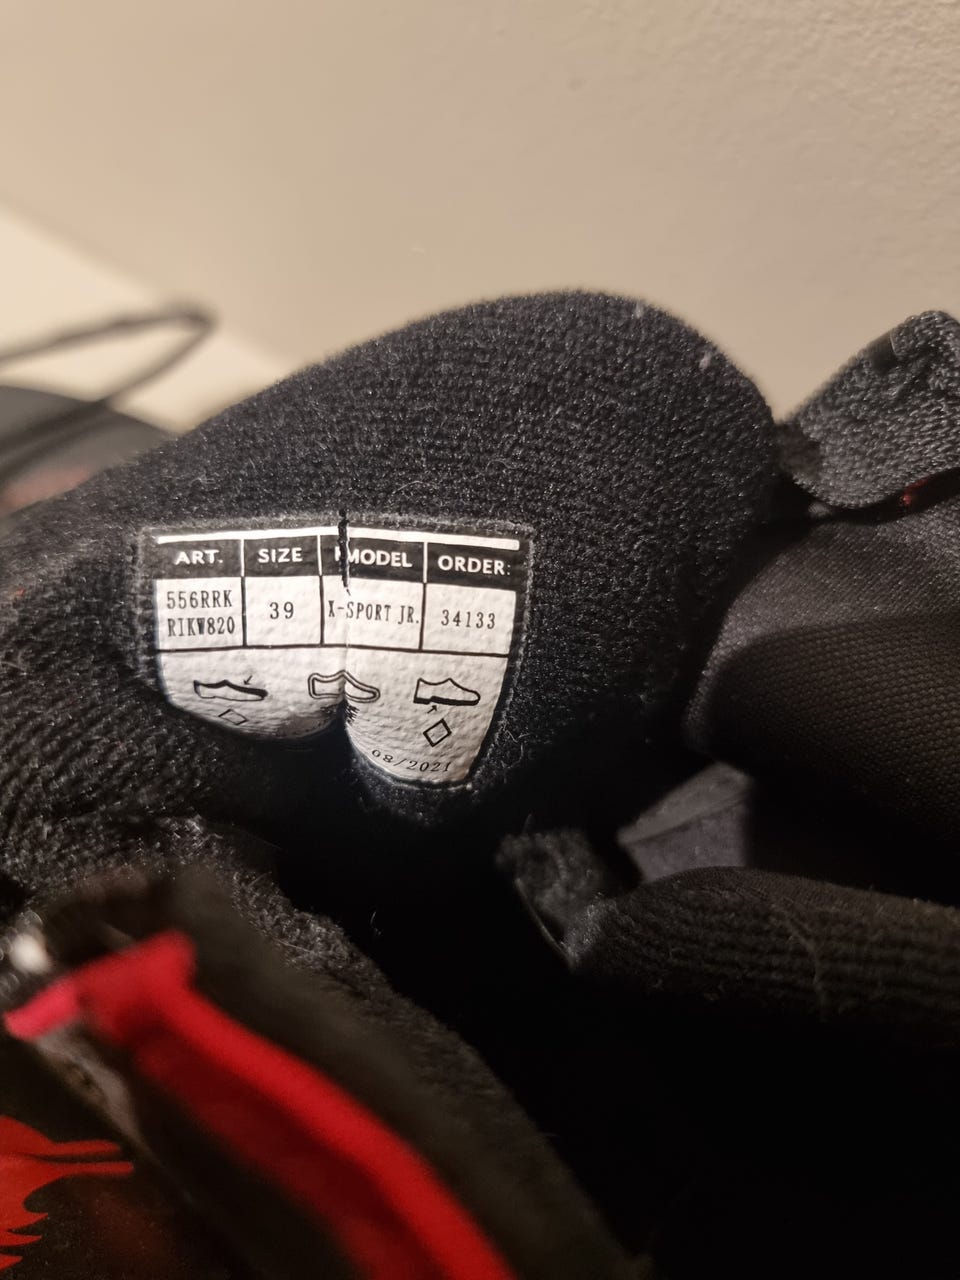 ART. SIZE MODEL ORDER:
556RRK
RIKW820 39 X-SPORT JR. 34133
08/2021